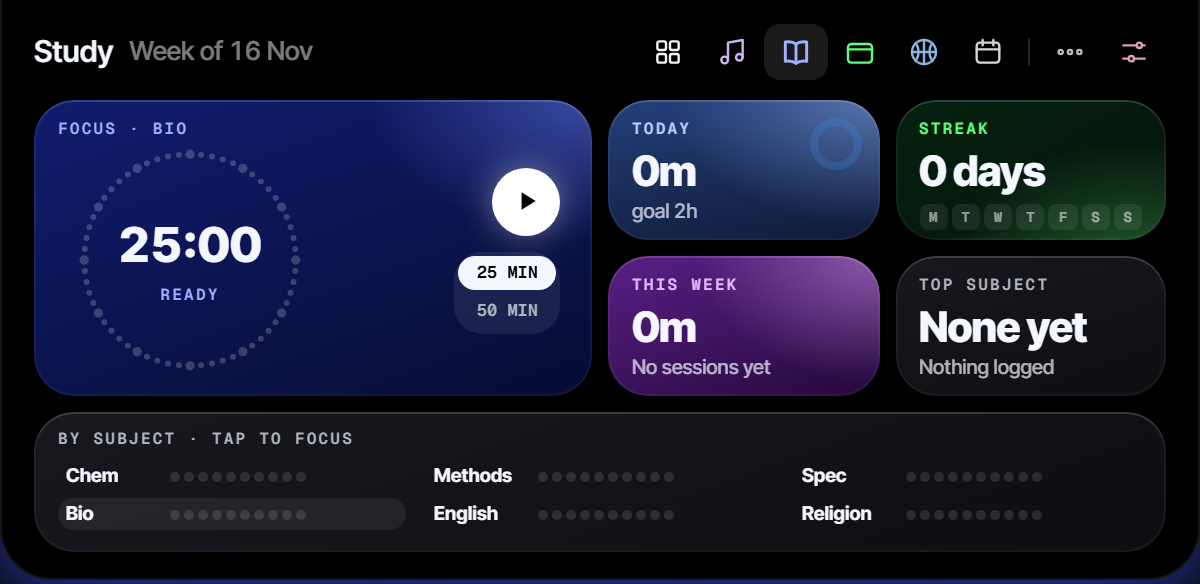 Study Week of 16 Nov
FOCUS · BIO
25:00
READY
25 MIN
50 MIN
TODAY
0m
goal 2h
STREAK
0 days
M T W T F S S
THIS WEEK
0m
No sessions yet
TOP SUBJECT
None yet
Nothing logged
BY SUBJECT · TAP TO FOCUS
Chem
Methods
Spec
Bio
English
Religion